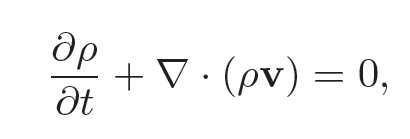 ∂ρ/∂t + ∇ · (ρ𝐯) = 0,